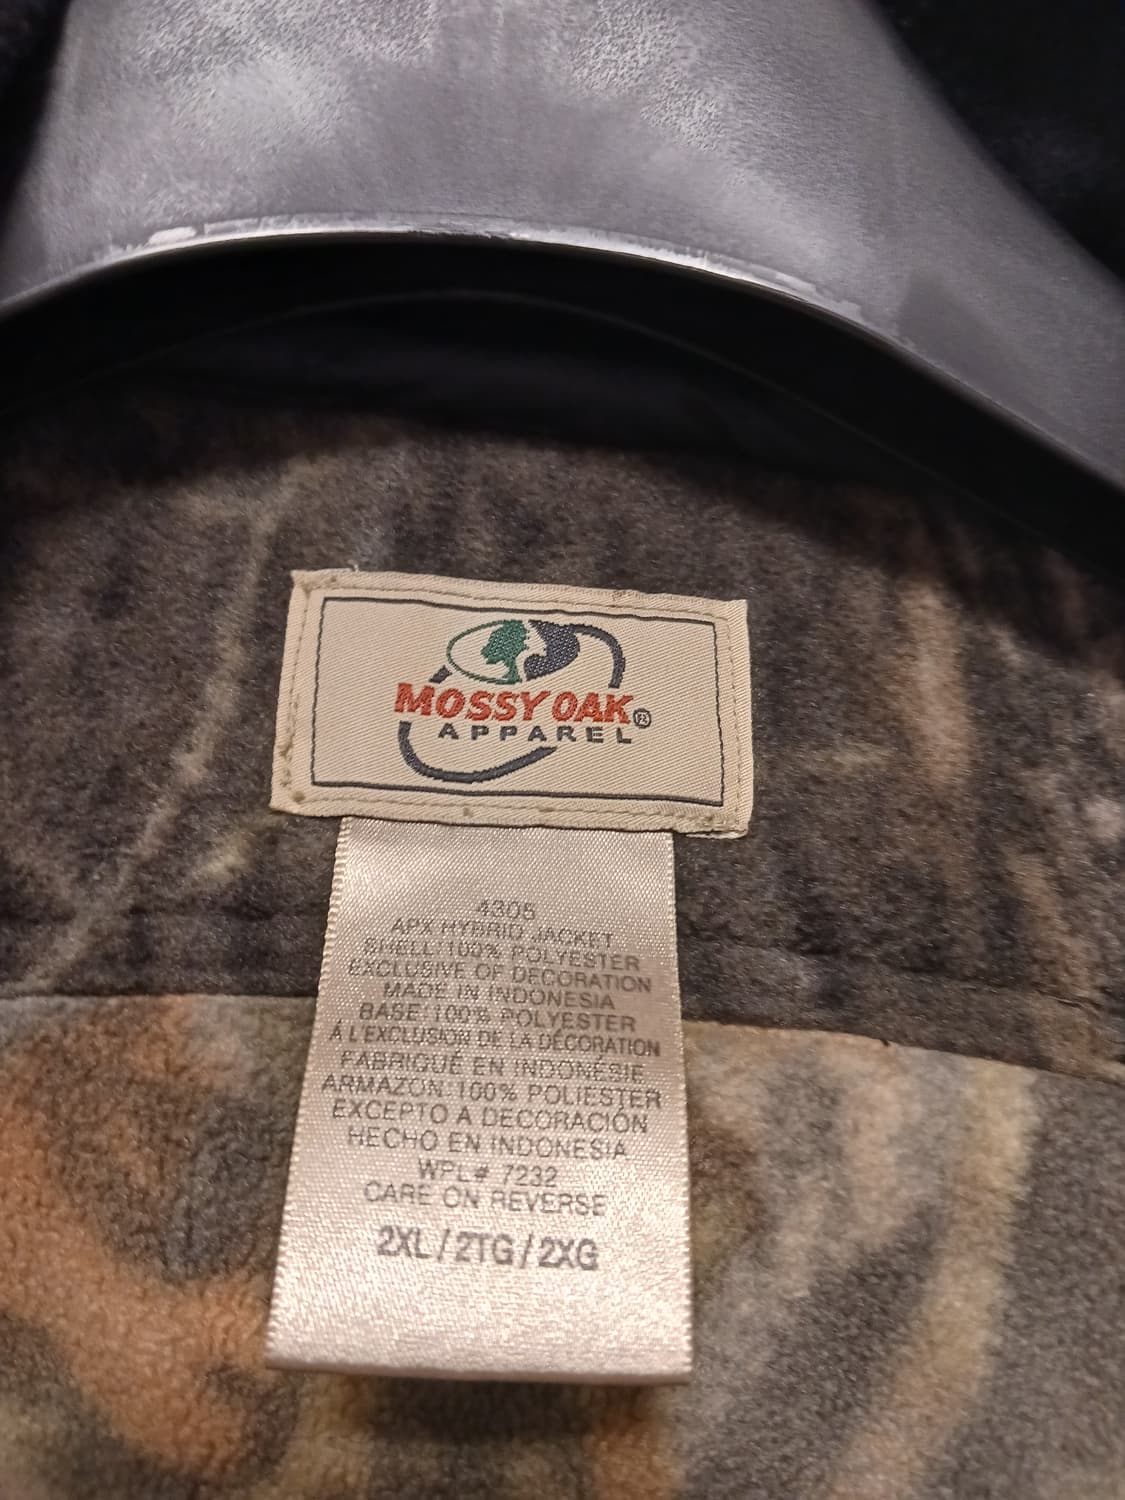 MOSSY OAK®
APPAREL
4305
APX HYBRID JACKET
SHELL: 100% POLYESTER
EXCLUSIVE OF DECORATION
MADE IN INDONESIA
BASE: 100% POLYESTER
Á L'EXCLUSION DE LA DÉCORATION
FABRIQUÉ EN INDONÉSIE
ARMAZON: 100% POLIESTER
EXCEPTO A DECORACIÓN
HECHO EN INDONESIA
WPL# 7232
CARE ON REVERSE
2XL/2TG/2XG